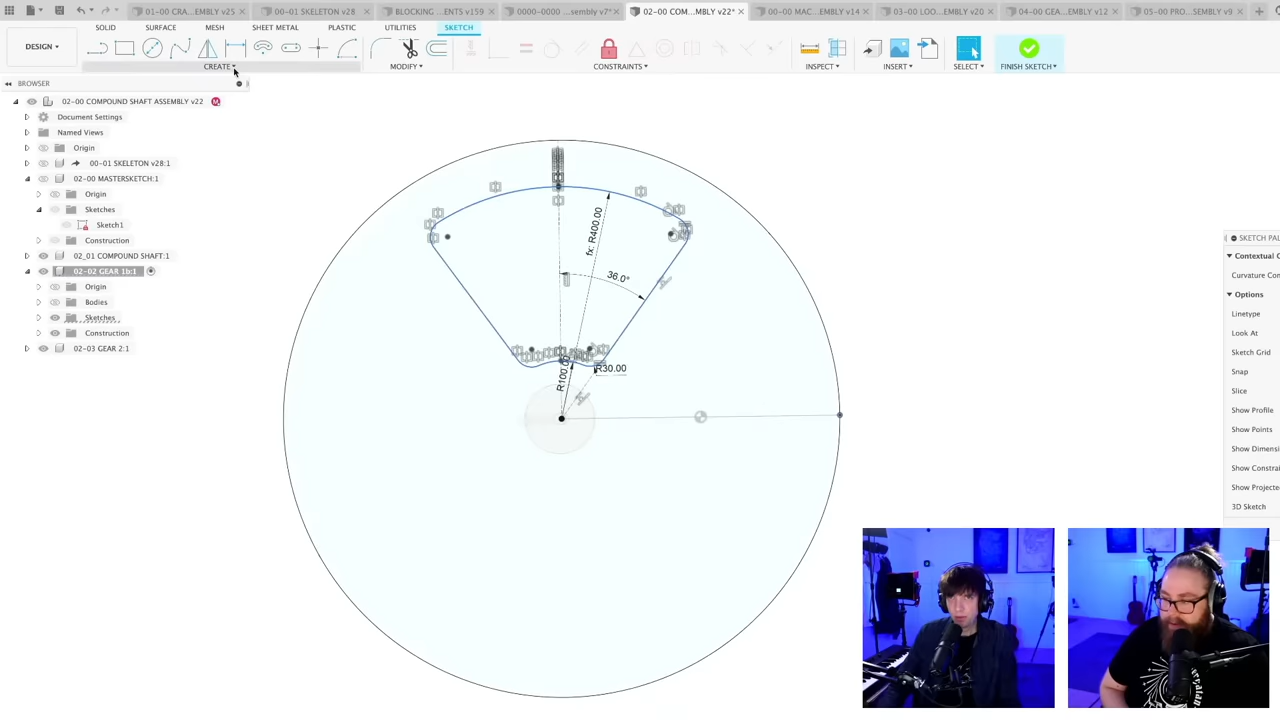 01-00 CRA...EMBLY v25
00-01 SKELETON v28
BLOCKING ...ENTS v159
0000-0000 ...sembly v7*
02-00 COM...MBLY v22*
00-00 MAC...EMBLY v14
03-00 LOO...EMBLY v20
04-00 GEA...EMBLY v12
05-00 PRO...SEMBLY v9
SOLID
SURFACE
MESH
SHEET METAL
PLASTIC
UTILITIES
SKETCH
DESIGN
CREATE
MODIFY
CONSTRAINTS
INSPECT
INSERT
SELECT
FINISH SKETCH
BROWSER
02-00 COMPOUND SHAFT ASSEMBLY v22
Document Settings
Named Views
Origin
00-01 SKELETON v28:1
02-00 MASTERSKETCH:1
Origin
Sketches
Sketch1
Construction
02_01 COMPOUND SHAFT:1
02-02 GEAR 1b:1
Origin
Bodies
Sketches
Construction
02-03 GEAR 2:1
fx: R400.00
36.0°
R100.0
R30.00
SKETCH PAL
Contextual C
Curvature Com
Options
Linetype
Look At
Sketch Grid
Snap
Slice
Show Profile
Show Points
Show Dimensi
Show Constrai
Show Projecte
3D Sketch